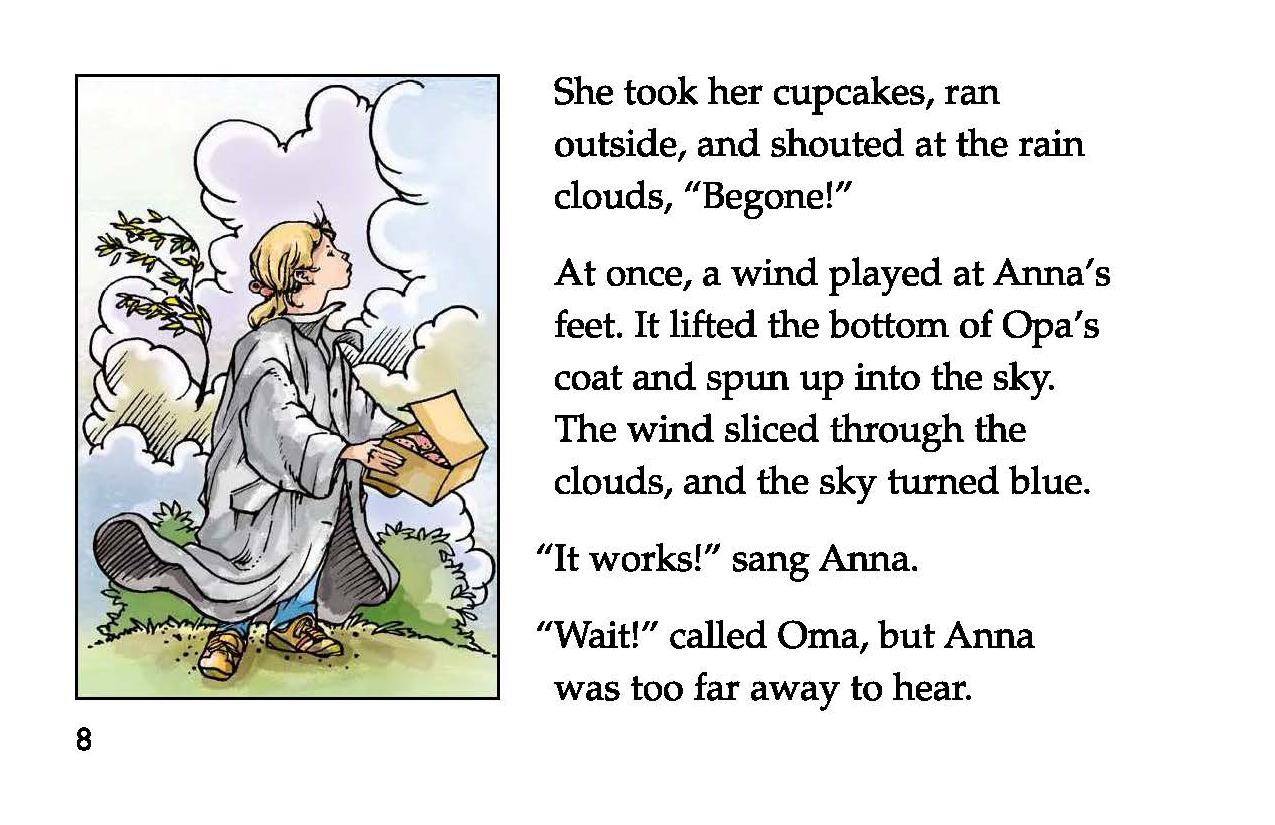 She took her cupcakes, ran
outside, and shouted at the rain
clouds, “Begone!”
At once, a wind played at Anna’s
feet. It lifted the bottom of Opa’s
coat and spun up into the sky.
The wind sliced through the
clouds, and the sky turned blue.
“It works!” sang Anna.
“Wait!” called Oma, but Anna
was too far away to hear.
8